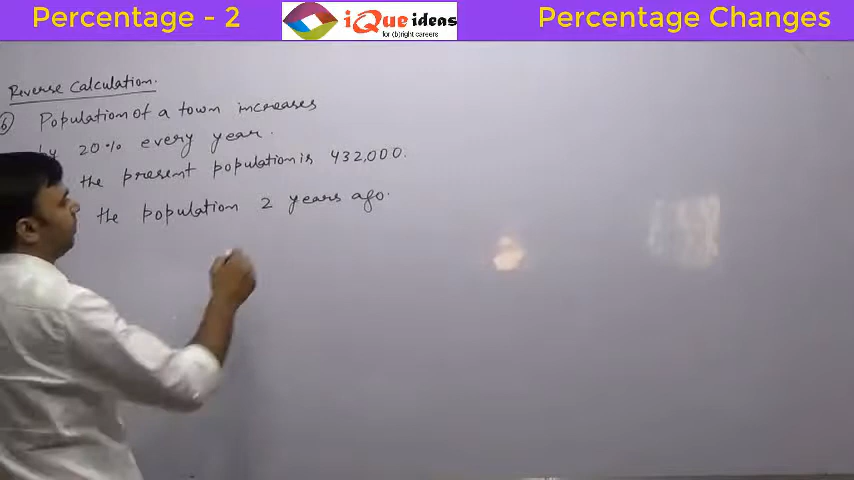 Percentage - 2
iQue ideas
for (b)right careers
Percentage Changes
Reverse Calculation.
6 Population of a town increases
by 20% every year.
the present population is 432,000.
the population 2 years ago.